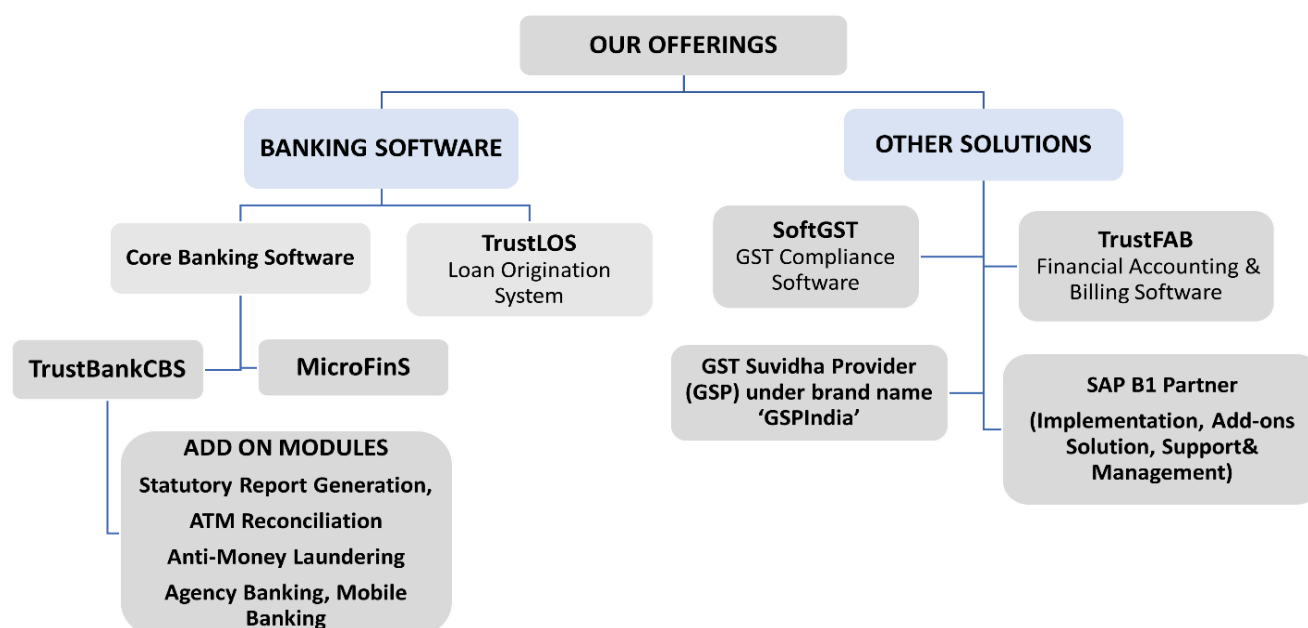 OUR OFFERINGS
BANKING SOFTWARE
OTHER SOLUTIONS
Core Banking Software
TrustLOS
Loan Origination
System
SoftGST
GST Compliance
Software
TrustFAB
Financial Accounting &
Billing Software
TrustBankCBS
MicroFinS
GST Suvidha Provider
(GSP) under brand name
‘GSPIndia’
SAP B1 Partner
(Implementation, Add-ons
Solution, Support&
Management)
ADD ON MODULES
Statutory Report Generation,
ATM Reconciliation
Anti-Money Laundering
Agency Banking, Mobile
Banking